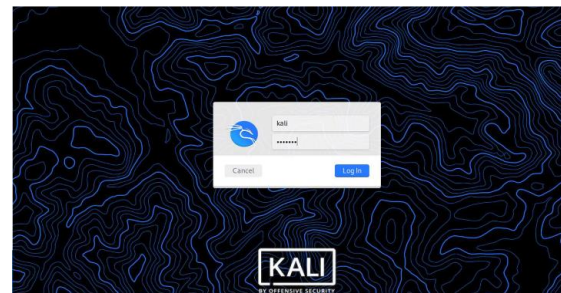 kali
•••••••
Cancel
Log In
KALI
BY OFFENSIVE SECURITY